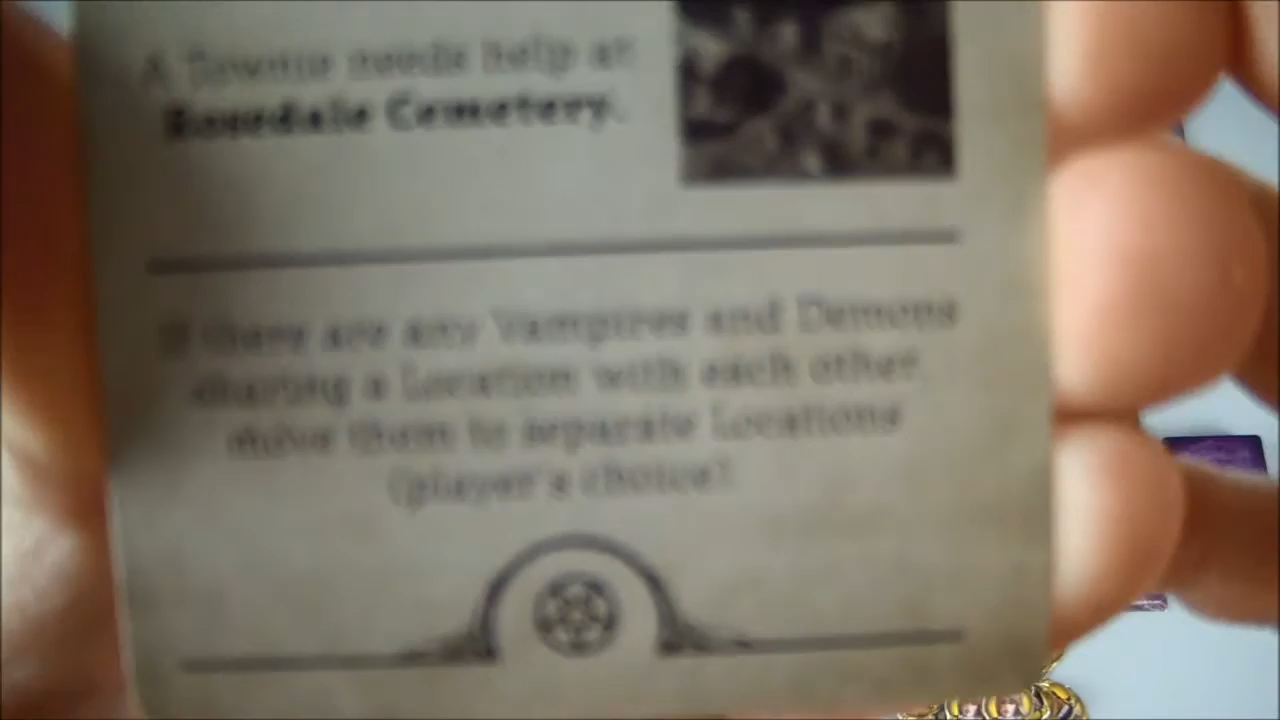 A Townie needs help at
Rosedale Cemetery.
If there are any Vampires and Demons
sharing a Location with each other,
move them to separate Locations
(player's choice)